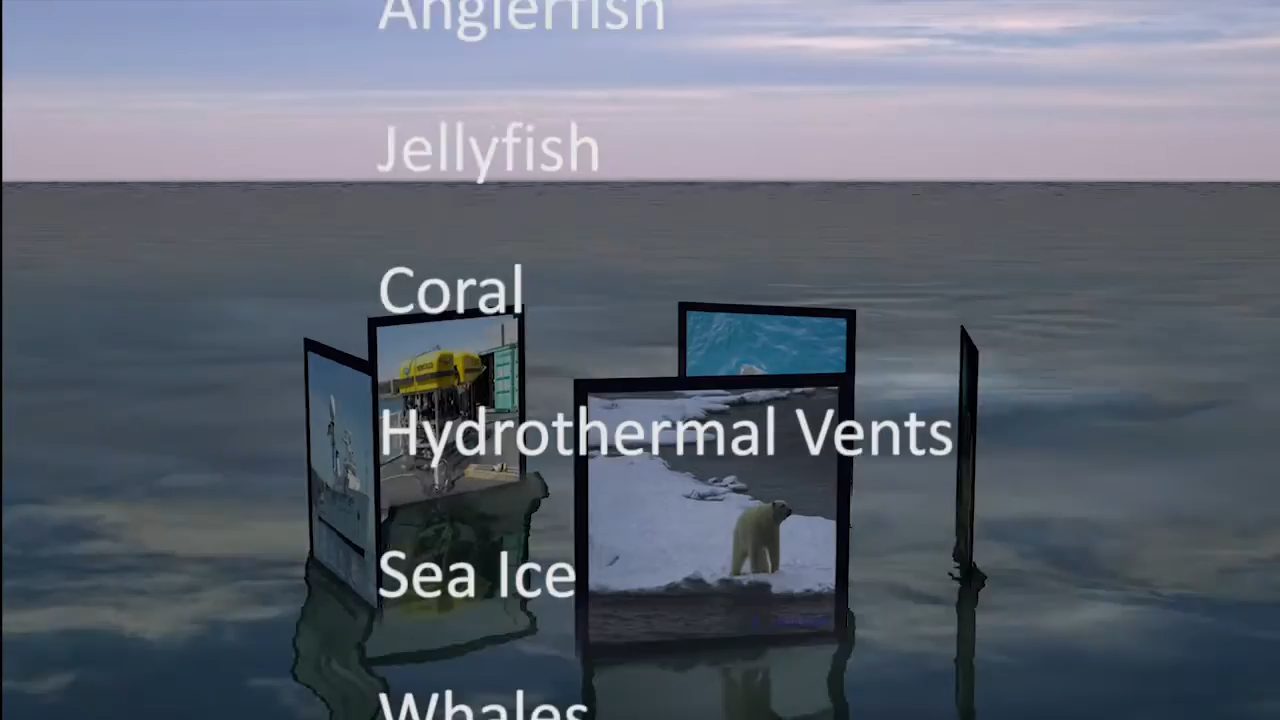 Anglerfish
Jellyfish
Coral
Hydrothermal Vents
Sea Ice
Whales